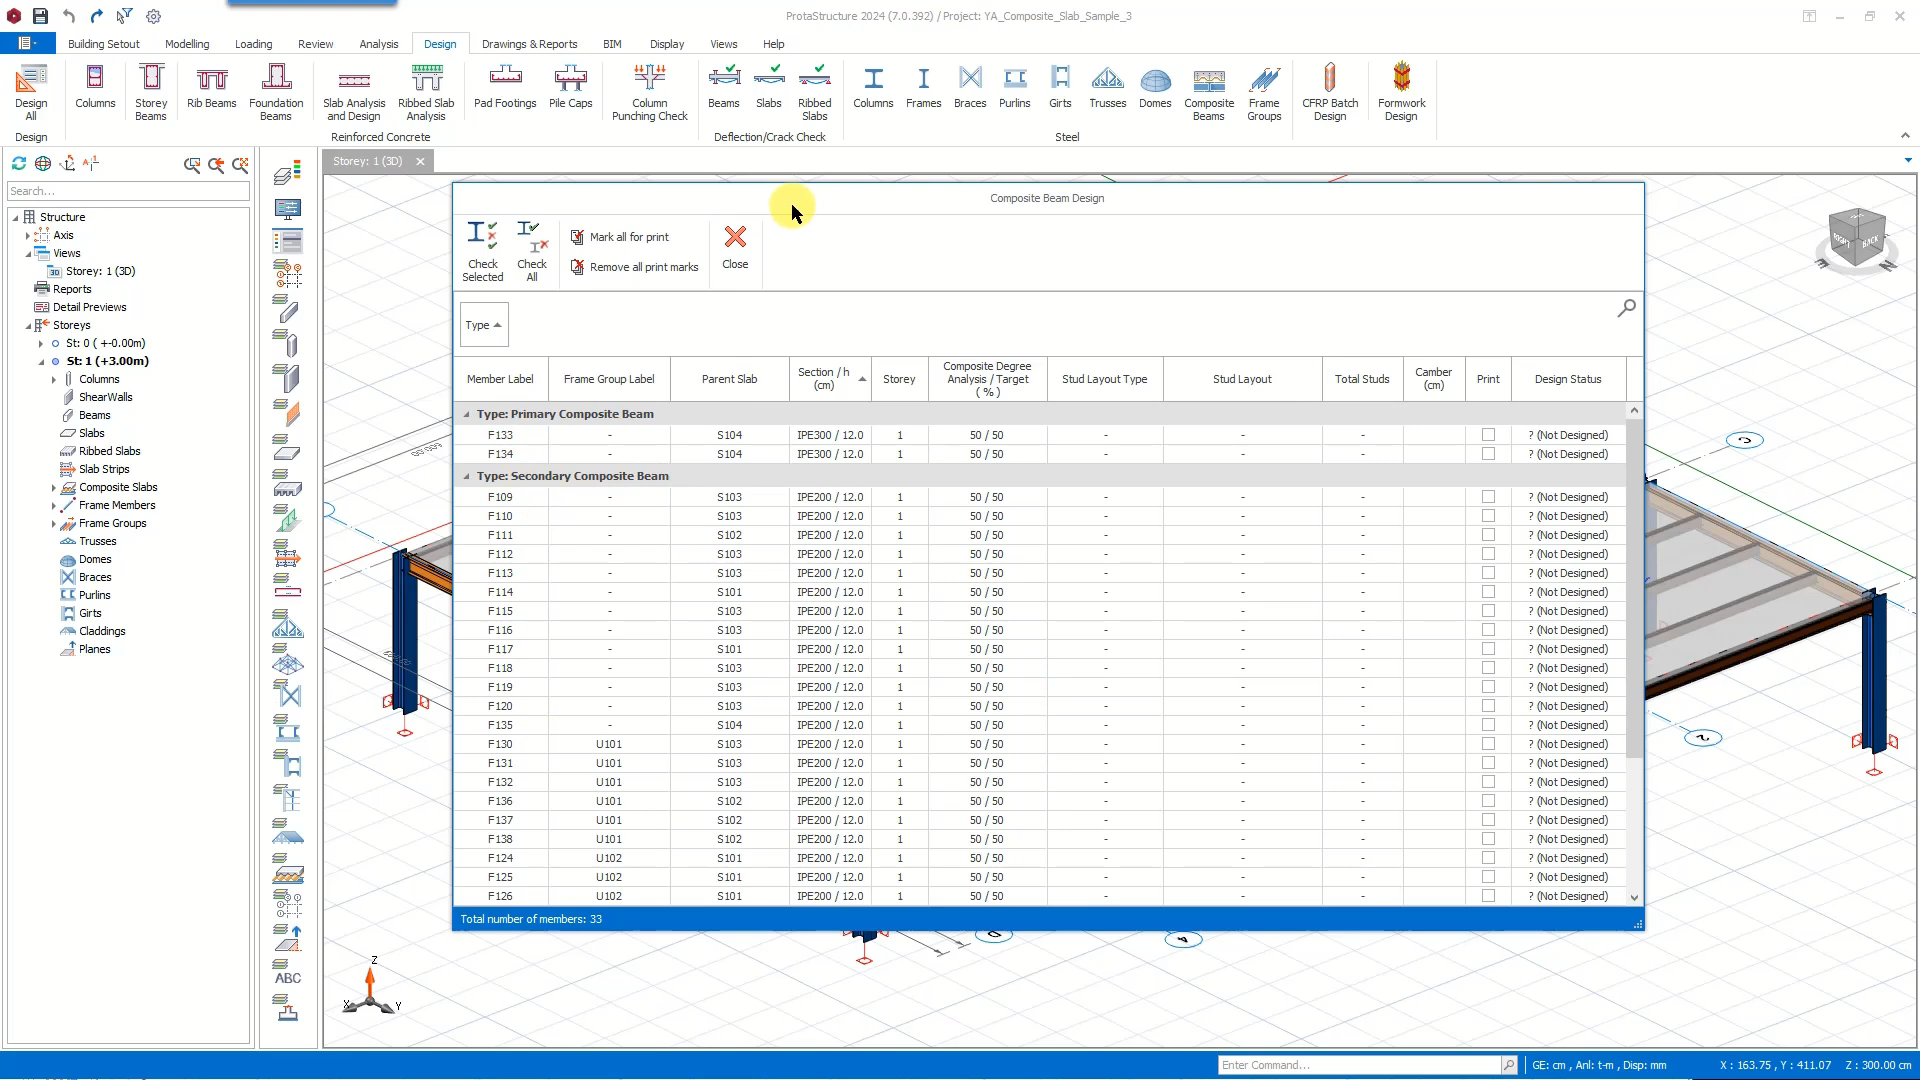 ProtaStructure 2024 (7.0.392) / Project: YA_Composite_Slab_Sample_3
Building Setout Modelling Loading Review Analysis Design Drawings & Reports BIM Display Views Help
Design All
Columns
Storey Beams
Rib Beams
Foundation Beams
Slab Analysis and Design
Ribbed Slab Analysis
Pad Footings
Pile Caps
Column Punching Check
Beams
Slabs
Ribbed Slabs
Columns
Frames
Braces
Purlins
Girts
Trusses
Domes
Composite Beams
Frame Groups
CFRP Batch Design
Formwork Design
Design Reinforced Concrete Deflection/Crack Check Steel
Search...
Structure
Axis
Views
3D Storey: 1 (3D)
Reports
Detail Previews
Storeys
St: 0 ( +-0.00m)
St: 1 (+3.00m)
Columns
ShearWalls
Beams
Slabs
Ribbed Slabs
Slab Strips
Composite Slabs
Frame Members
Frame Groups
Trusses
Domes
Braces
Purlins
Girts
Claddings
Planes
ABC
Storey: 1 (3D)
Composite Beam Design
Check Selected
Check All
Mark all for print
Remove all print marks
Close
Type
Member Label Frame Group Label Parent Slab Section / h (cm) Storey Composite Degree Analysis / Target ( % ) Stud Layout Type Stud Layout Total Studs Camber (cm) Print Design Status
Type: Primary Composite Beam
F133 - S104 IPE300 / 12.0 1 50 / 50 - - - ? (Not Designed)
F134 - S104 IPE300 / 12.0 1 50 / 50 - - - ? (Not Designed)
Type: Secondary Composite Beam
F109 - S103 IPE200 / 12.0 1 50 / 50 - - - ? (Not Designed)
F110 - S103 IPE200 / 12.0 1 50 / 50 - - - ? (Not Designed)
F111 - S102 IPE200 / 12.0 1 50 / 50 - - - ? (Not Designed)
F112 - S103 IPE200 / 12.0 1 50 / 50 - - - ? (Not Designed)
F113 - S103 IPE200 / 12.0 1 50 / 50 - - - ? (Not Designed)
F114 - S101 IPE200 / 12.0 1 50 / 50 - - - ? (Not Designed)
F115 - S103 IPE200 / 12.0 1 50 / 50 - - - ? (Not Designed)
F116 - S103 IPE200 / 12.0 1 50 / 50 - - - ? (Not Designed)
F117 - S101 IPE200 / 12.0 1 50 / 50 - - - ? (Not Designed)
F118 - S103 IPE200 / 12.0 1 50 / 50 - - - ? (Not Designed)
F119 - S103 IPE200 / 12.0 1 50 / 50 - - - ? (Not Designed)
F120 - S103 IPE200 / 12.0 1 50 / 50 - - - ? (Not Designed)
F135 - S104 IPE200 / 12.0 1 50 / 50 - - - ? (Not Designed)
F130 U101 S103 IPE200 / 12.0 1 50 / 50 - - - ? (Not Designed)
F131 U101 S103 IPE200 / 12.0 1 50 / 50 - - - ? (Not Designed)
F132 U101 S103 IPE200 / 12.0 1 50 / 50 - - - ? (Not Designed)
F136 U101 S102 IPE200 / 12.0 1 50 / 50 - - - ? (Not Designed)
F137 U101 S102 IPE200 / 12.0 1 50 / 50 - - - ? (Not Designed)
F138 U101 S102 IPE200 / 12.0 1 50 / 50 - - - ? (Not Designed)
F124 U102 S101 IPE200 / 12.0 1 50 / 50 - - - ? (Not Designed)
F125 U102 S101 IPE200 / 12.0 1 50 / 50 - - - ? (Not Designed)
F126 U102 S101 IPE200 / 12.0 1 50 / 50 - - - ? (Not Designed)
Total number of members: 33
RIGHT BACK
C
2
D
4
Z
X
Y
Enter Command...
GE: cm , Anl: t-m , Disp: mm
X : 163.75 , Y : 411.07 Z : 300.00 cm